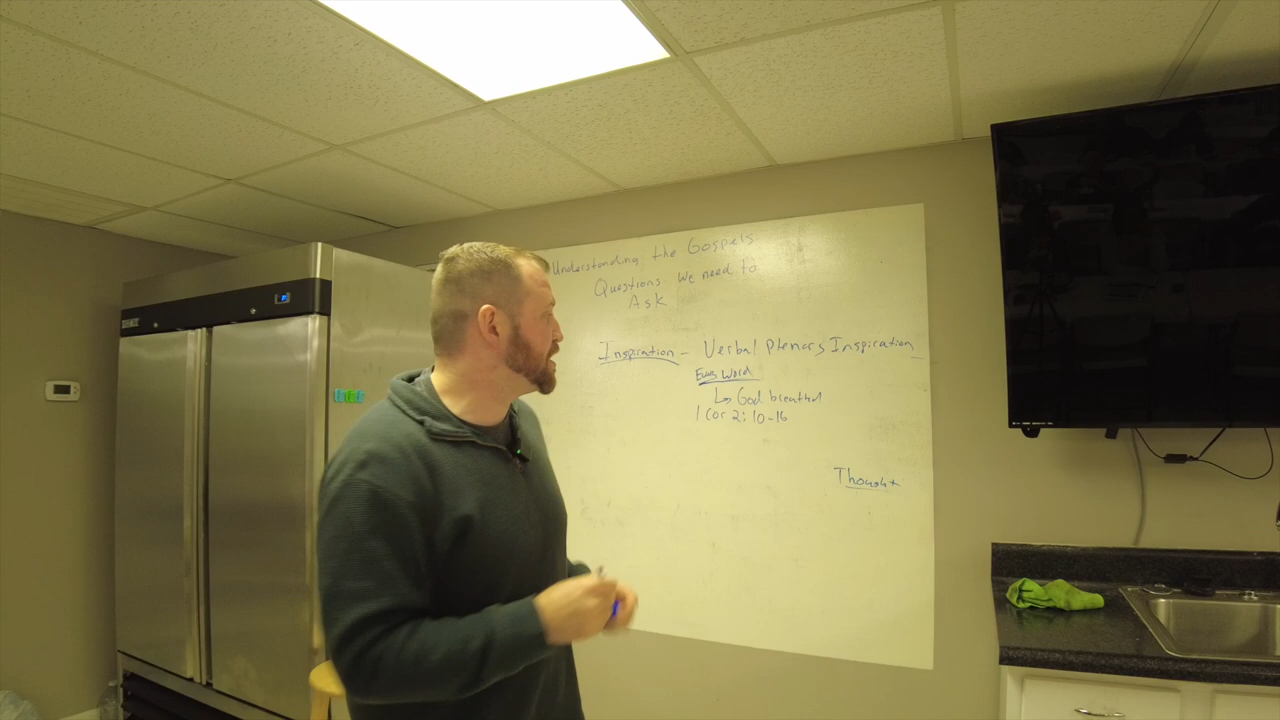 Understanding the Gospels
Questions we need to
Ask
Inspiration - Verbal Plenary Inspiration
Every Word
↳ God breathed
1 Cor 2:10-16
Thought